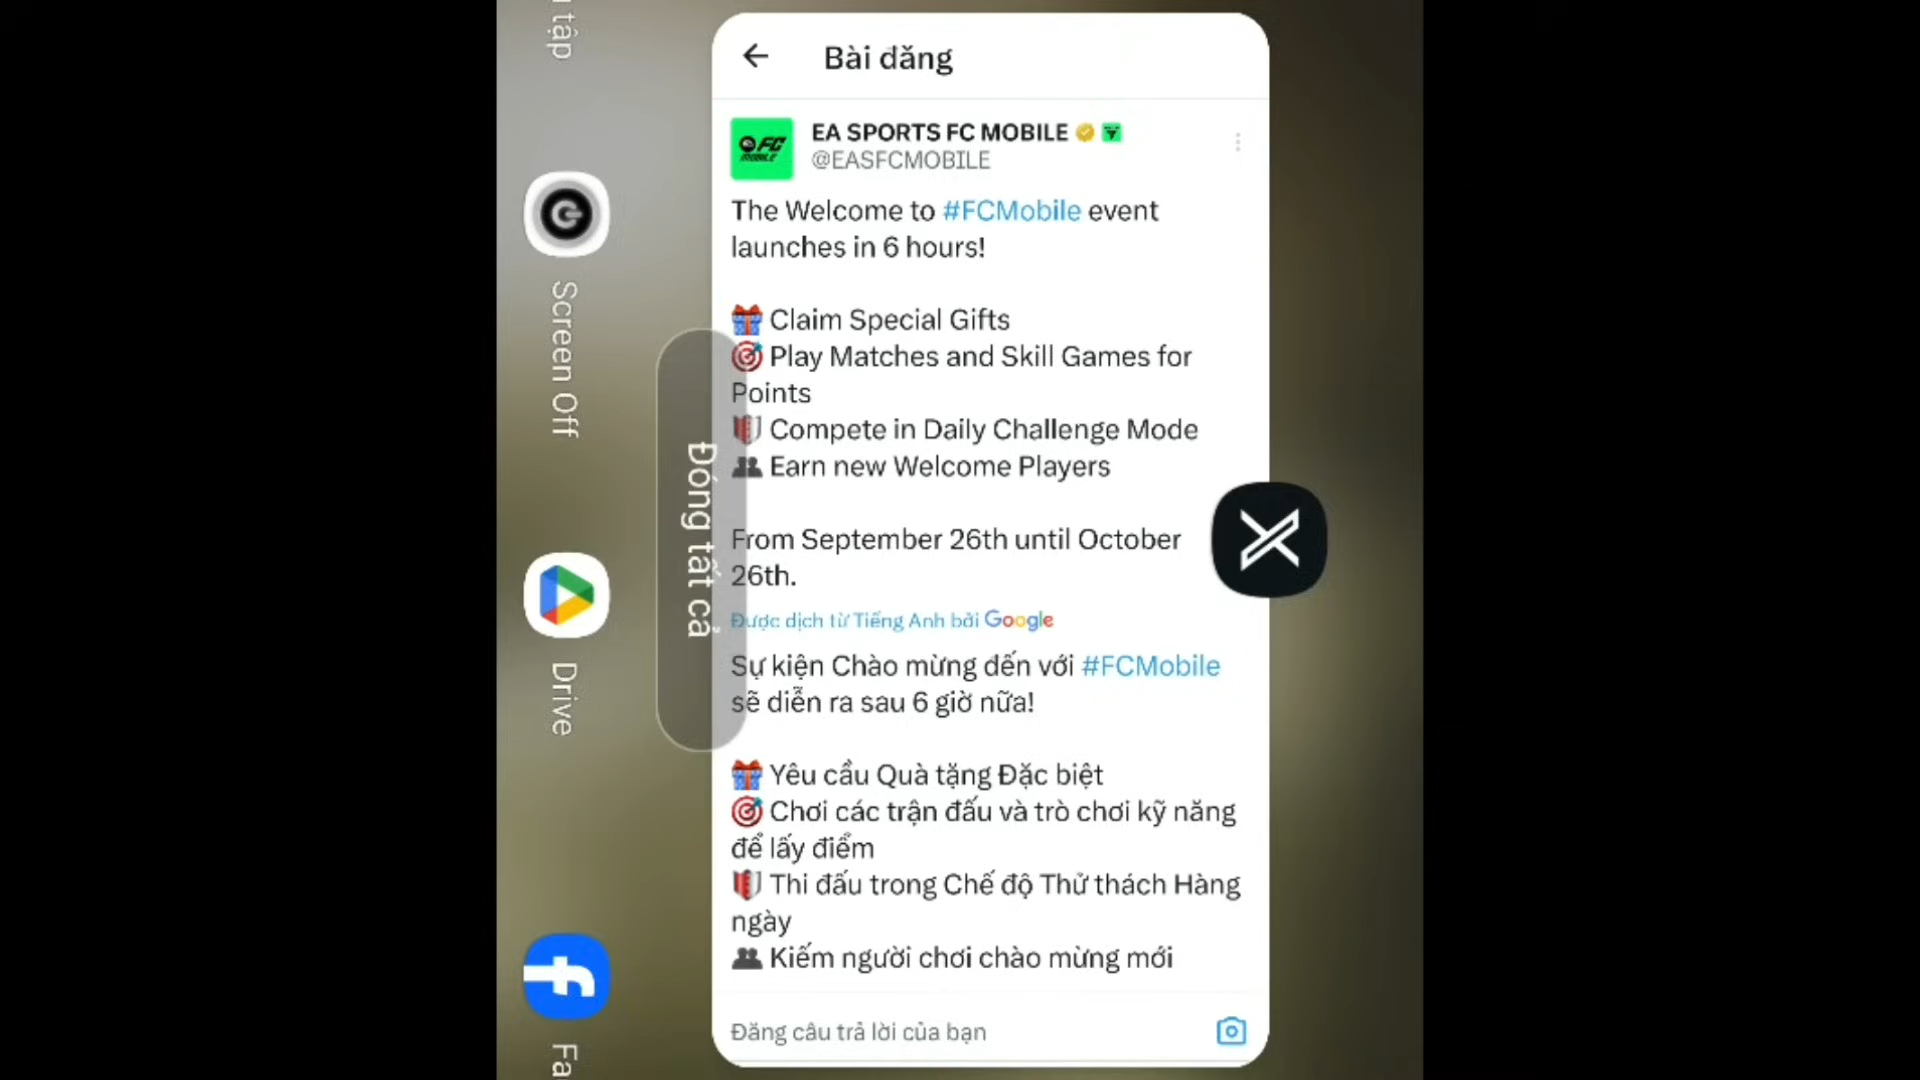 Bài đăng
FC
MOBILE
EA SPORTS FC MOBILE
@EASFCMOBILE
The Welcome to #FCMobile event
launches in 6 hours!
Claim Special Gifts
Play Matches and Skill Games for
Points
Compete in Daily Challenge Mode
Earn new Welcome Players
From September 26th until October
26th.
Được dịch từ Tiếng Anh bởi Google
Sự kiện Chào mừng đến với #FCMobile
sẽ diễn ra sau 6 giờ nữa!
Yêu cầu Quà tặng Đặc biệt
Chơi các trận đấu và trò chơi kỹ năng
để lấy điểm
Thi đấu trong Chế độ Thử thách Hàng
ngày
Kiếm người chơi chào mừng mới
Đăng câu trả lời của bạn
Đóng tất cả
tập
Screen Off
Drive
Fa